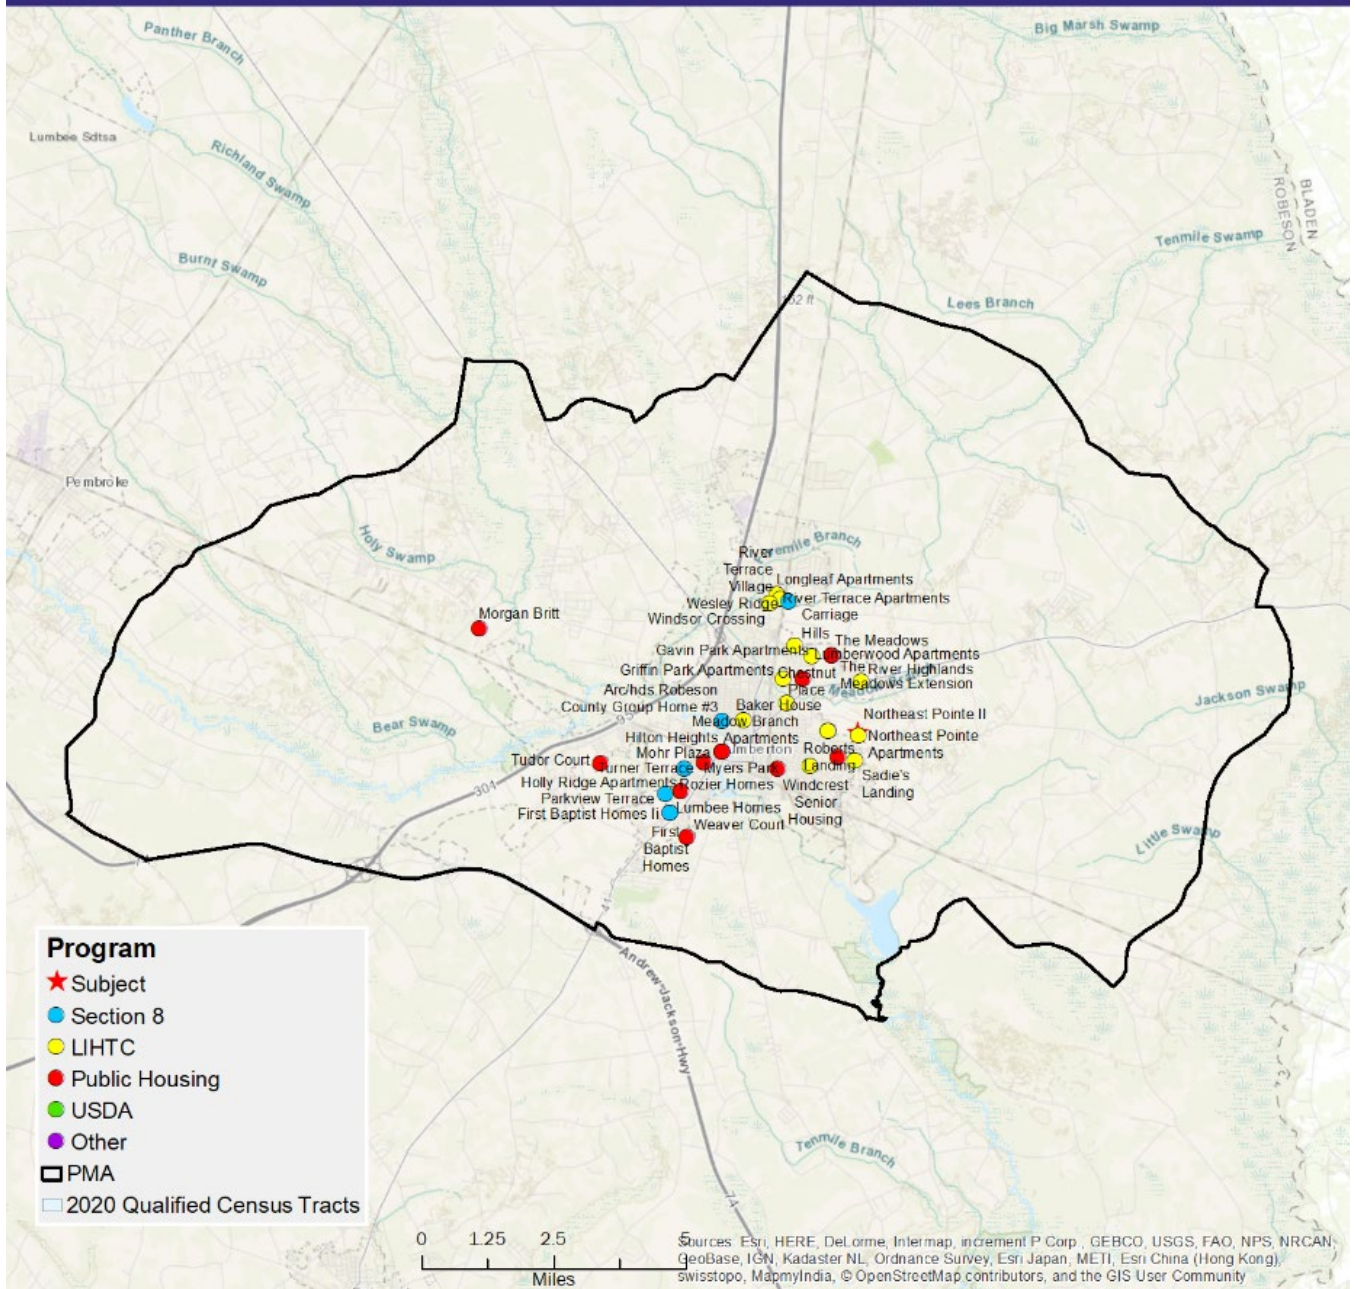 Panther Branch
Big Marsh Swamp
Lumbee Sdtsa
Richland Swamp
BLADEN
ROBESON
Tenmile Swamp
Burnt Swamp
Lees Branch
152 ft
Pembroke
Holy Swamp
River
Terrace
Village
Longleaf Apartments
Wesley Ridge
River Terrace Apartments
Windsor Crossing
Carriage
Hills
Morgan Britt
The Meadows
Gavin Park Apartments
Lumberwood Apartments
Griffin Park Apartments
Chestnut
Place
The
Meadows Extension
River Highlands
Jackson Swamp
Arc/hds Robeson
County Group Home #3
Baker House
Meadow Branch
Apartments
95
Bear Swamp
Northeast Pointe II
Northeast Pointe
Apartments
Hilton Heights
Mohr Plaza
Lumberton
Roberts
Landing
Tudor Court
Turner Terrace
Myers Park
Sadie's
Landing
301
Holly Ridge Apartments
Rozier Homes
Windcrest
Senior
Housing
Parkview Terrace
First Baptist Homes Ii
Lumbee Homes
Weaver Court
First
Baptist
Homes
Little Swamp
41
Andrew-Jackson-Hwy
Program
Subject
Section 8
LIHTC
Public Housing
USDA
Other
PMA
2020 Qualified Census Tracts
Tenmile Branch
74
0 1.25 2.5 5
Miles
Sources: Esri, HERE, DeLorme, Intermap, increment P Corp., GEBCO, USGS, FAO, NPS, NRCAN,
GeoBase, IGN, Kadaster NL, Ordnance Survey, Esri Japan, METI, Esri China (Hong Kong),
swisstopo, MapmyIndia, © OpenStreetMap contributors, and the GIS User Community